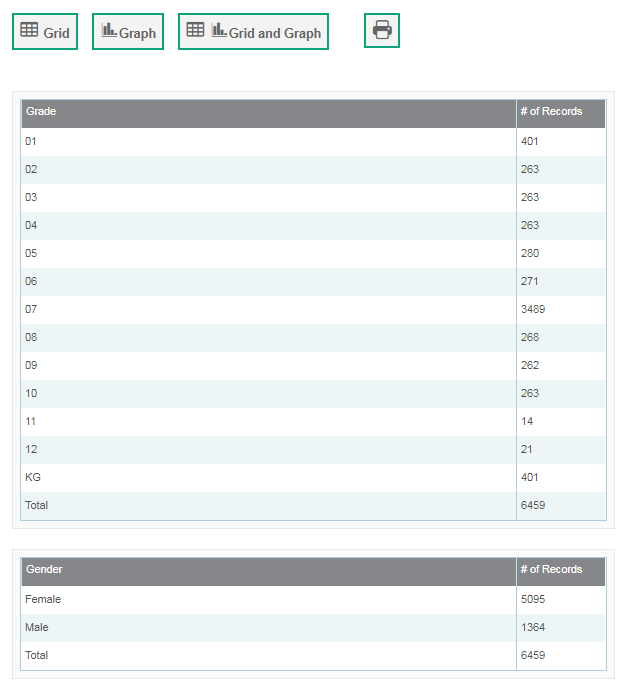 Grid Graph Grid and Graph
Grade # of Records
01 401
02 263
03 263
04 263
05 280
06 271
07 3489
08 268
09 262
10 263
11 14
12 21
KG 401
Total 6459
Gender # of Records
Female 5095
Male 1364
Total 6459